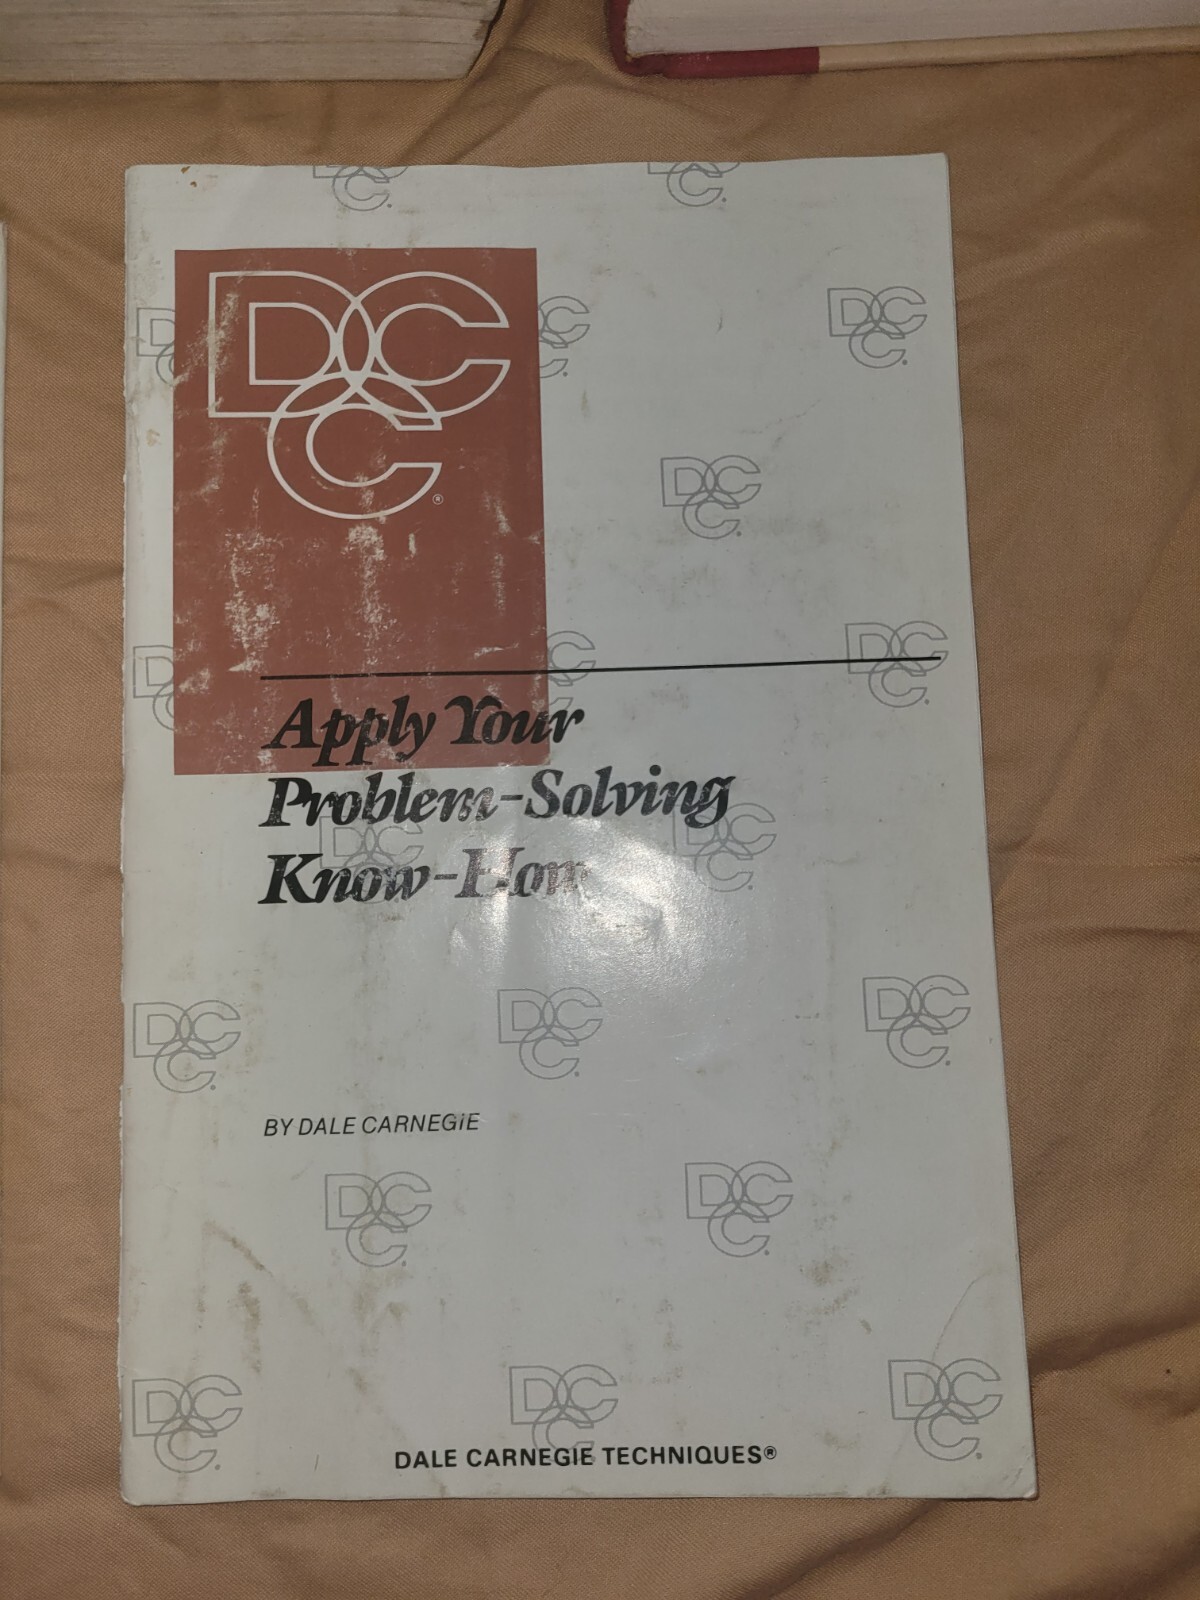 DCC
C®
Apply Your
Problem-Solving
Know-How
BY DALE CARNEGIE
DALE CARNEGIE TECHNIQUES®